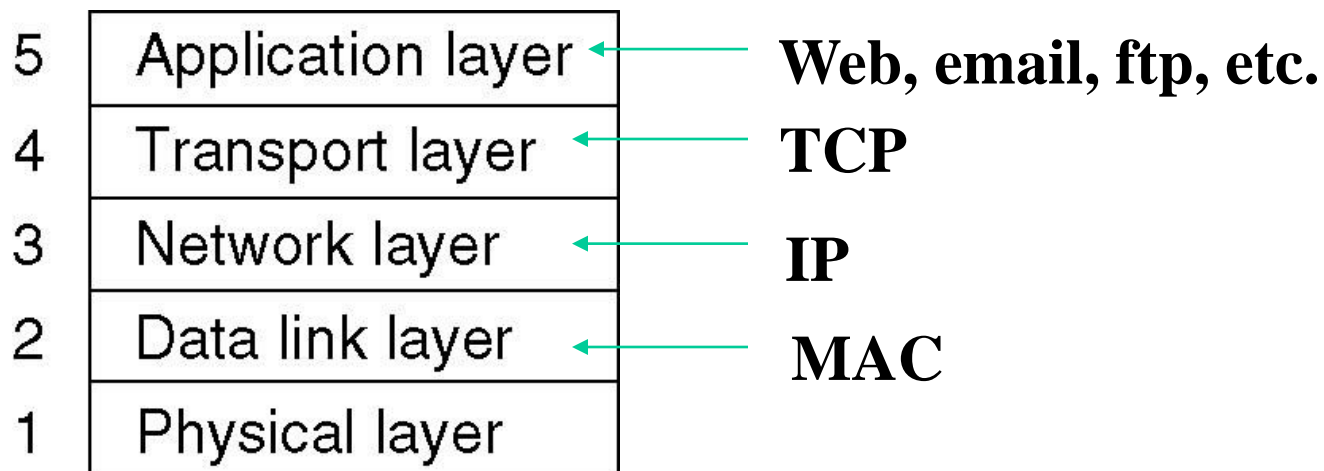 5 Application layer Web, email, ftp, etc.
4 Transport layer TCP
3 Network layer IP
2 Data link layer MAC
1 Physical layer